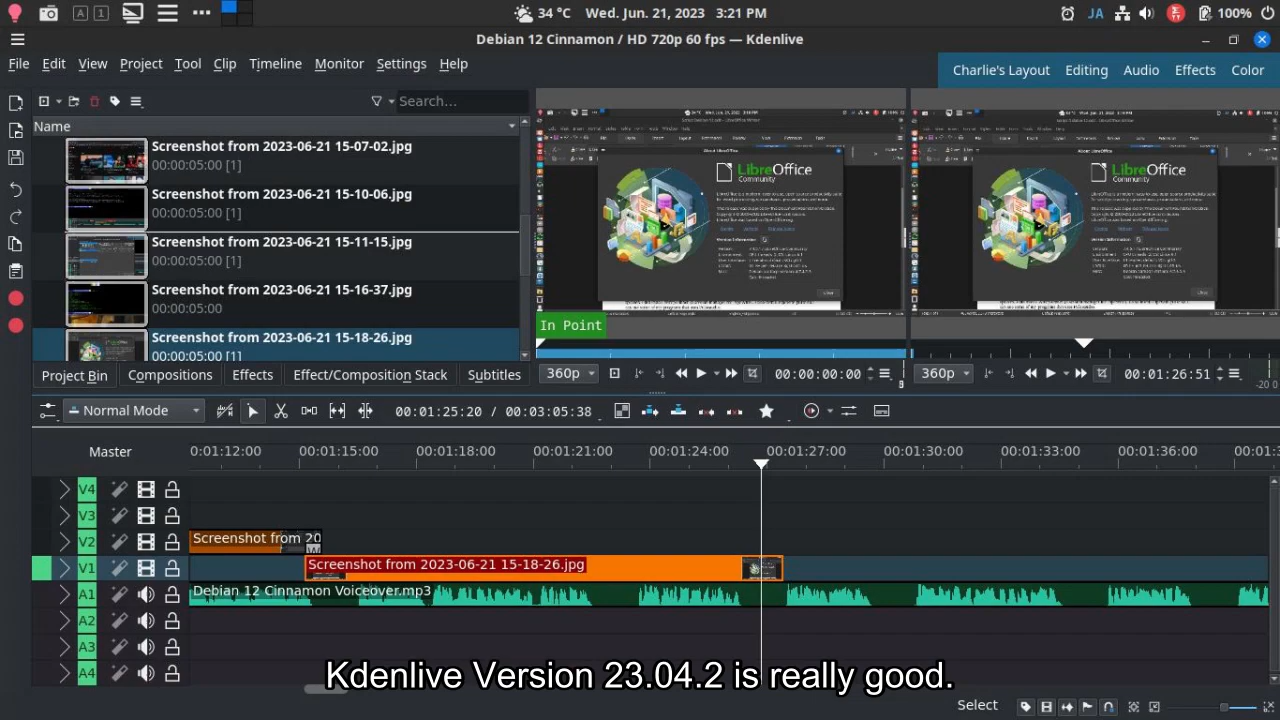 A 1 34 °C Wed. Jun. 21, 2023 3:21 PM JA 100%
Debian 12 Cinnamon / HD 720p 60 fps — Kdenlive
File Edit View Project Tool Clip Timeline Monitor Settings Help
Charlie's Layout Editing Audio Effects Color
Search...
Name
Screenshot from 2023-06-21 15-07-02.jpg
00:00:05:00 [1]
Screenshot from 2023-06-21 15-10-06.jpg
00:00:05:00 [1]
Screenshot from 2023-06-21 15-11-15.jpg
00:00:05:00 [1]
Screenshot from 2023-06-21 15-16-37.jpg
00:00:05:00
Screenshot from 2023-06-21 15-18-26.jpg
00:00:05:00 [1]
LibreOffice
Community
LibreOffice
Community
In Point
Project Bin Compositions Effects Effect/Composition Stack Subtitles
360p 00:00:00:00
360p 00:01:26:51
-20 0
Normal Mode 00:01:25:20 / 00:03:05:38
Master 0:01:12:00 00:01:15:00 00:01:18:00 00:01:21:00 00:01:24:00 00:01:27:00 00:01:30:00 00:01:33:00 00:01:36:00
V4
V3
V2 Screenshot from 20
V1 Screenshot from 2023-06-21 15-18-26.jpg
A1 Debian 12 Cinnamon Voiceover.mp3
A2
A3
A4
Kdenlive Version 23.04.2 is really good.
Select